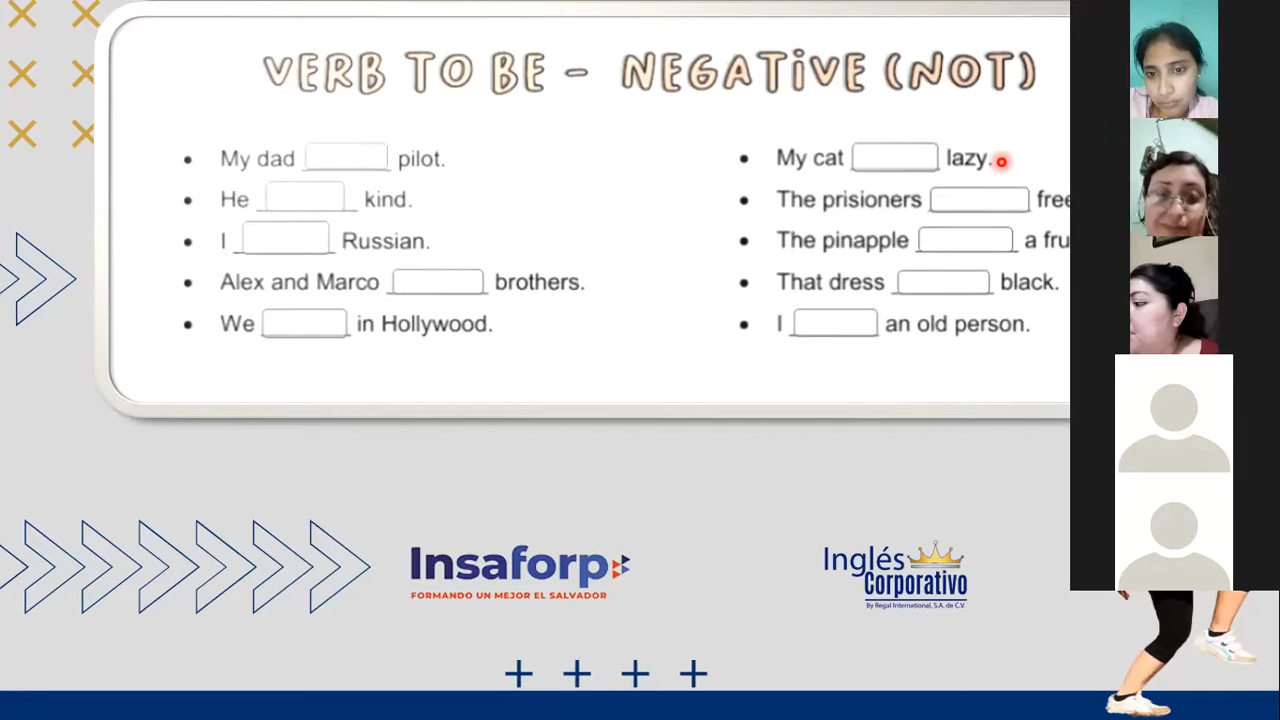 VERB TO BE - NEGATIVE (NOT)
My dad pilot.
He kind.
I Russian.
Alex and Marco brothers.
We in Hollywood.
My cat lazy.
The prisioners free
The pinapple a fru
That dress black.
I an old person.
Insaforp
FORMANDO UN MEJOR EL SALVADOR
Inglés
Corporativo
By Regal International, S.A. de C.V.